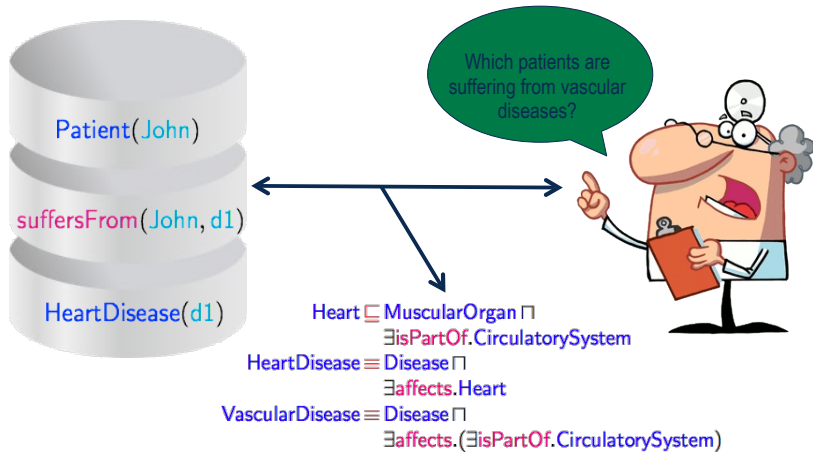 Which patients are
suffering from vascular
diseases?
Patient(John)
suffersFrom(John, d1)
HeartDisease(d1)
Heart ⊑ MuscularOrgan ⊓
∃isPartOf.CirculatorySystem
HeartDisease ≡ Disease ⊓
∃affects.Heart
VascularDisease ≡ Disease ⊓
∃affects.(∃isPartOf.CirculatorySystem)